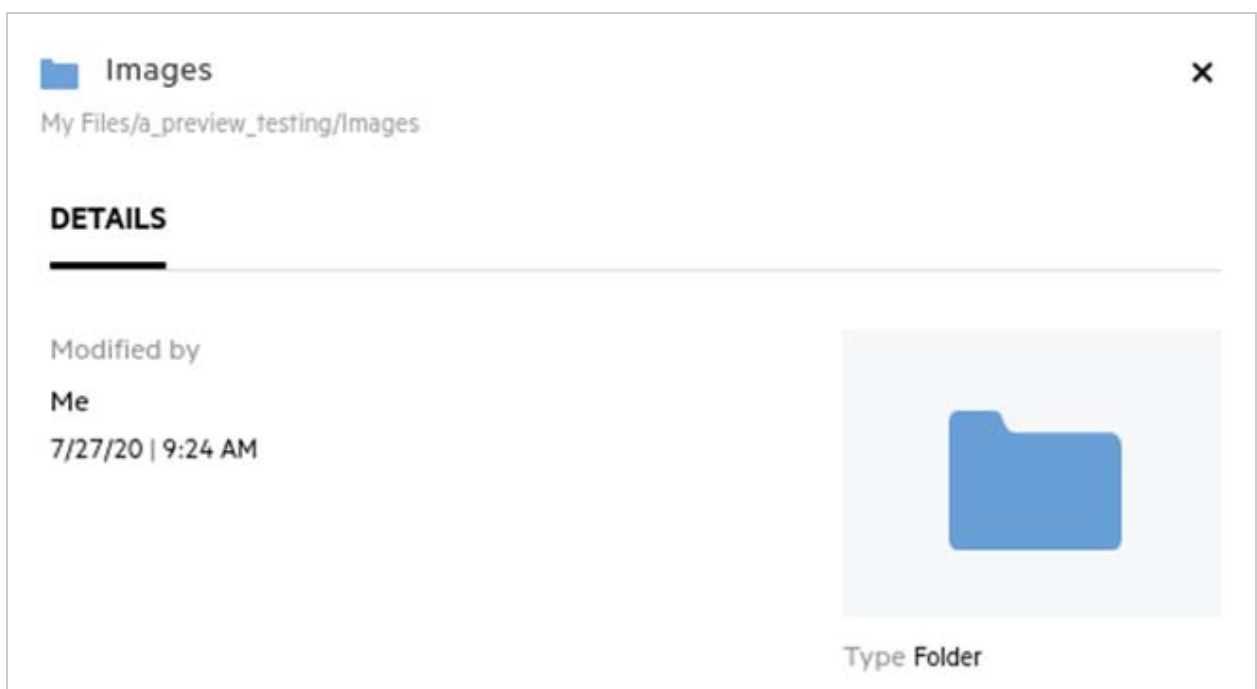 Images
My Files/a_preview_testing/Images
DETAILS
Modified by
Me
7/27/20 | 9:24 AM
Type Folder